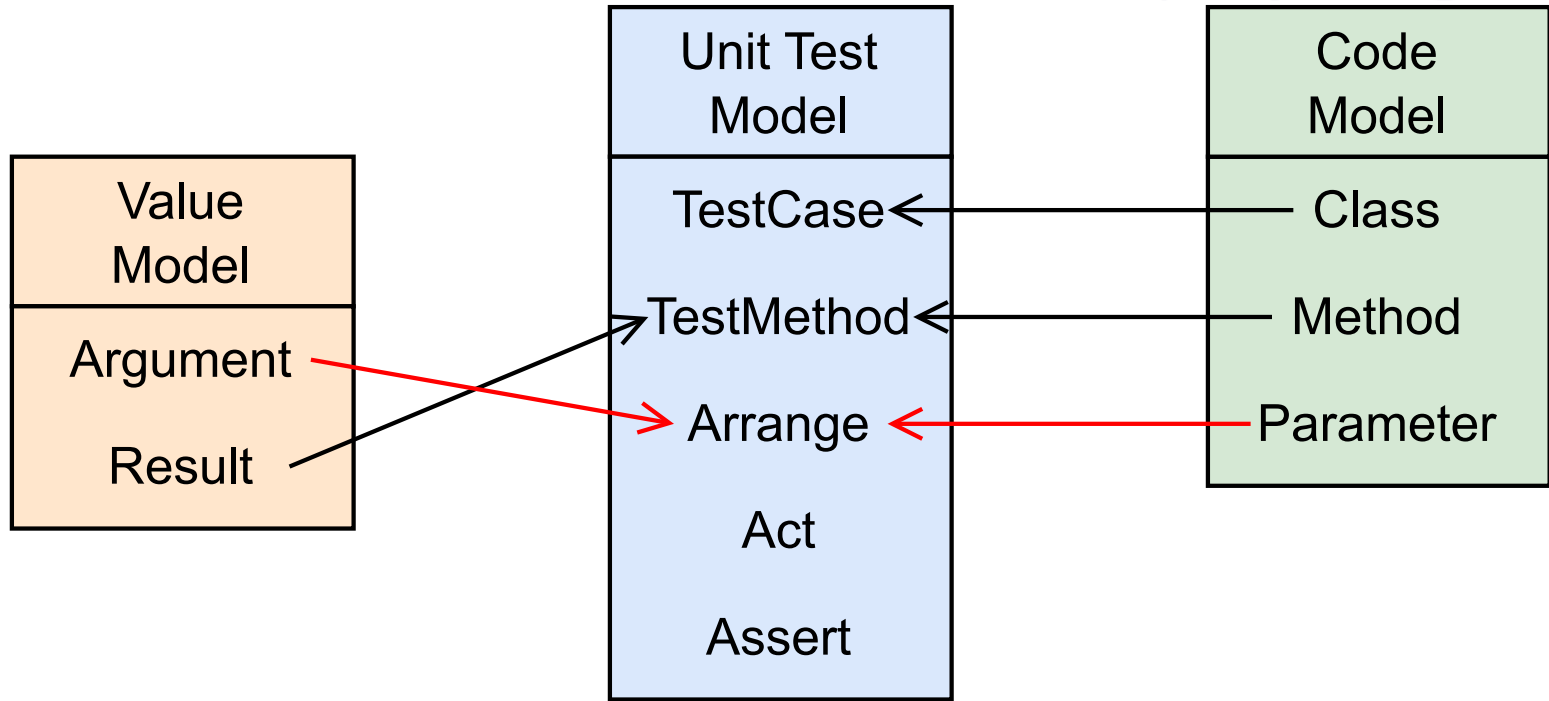 Value
Model
Argument
Result
Unit Test
Model
TestCase
TestMethod
Arrange
Act
Assert
Code
Model
Class
Method
Parameter